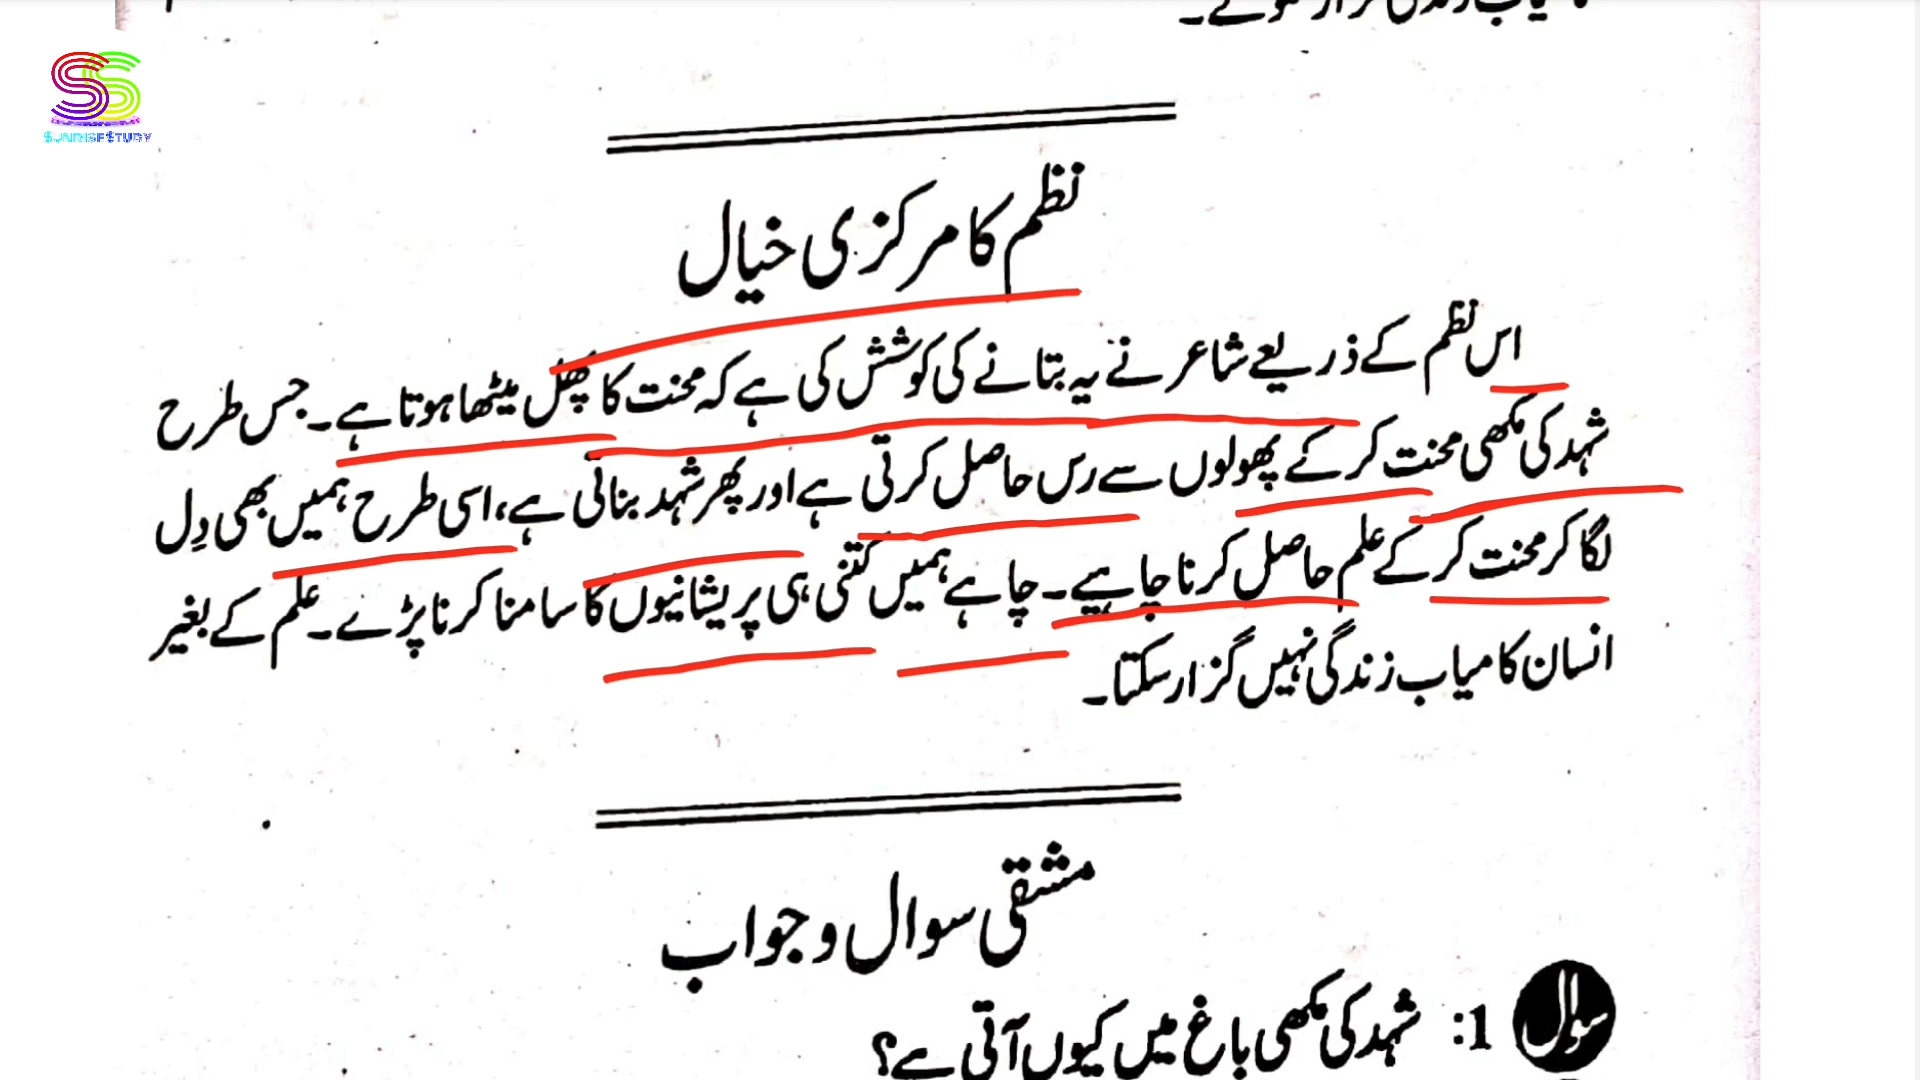 SUNRISESTUDY
نظم کا مرکزی خیال
اس نظم کے ذریعے شاعر نے یہ بتانے کی کوشش کی ہے کہ محنت کا پھل میٹھا ہوتا ہے۔ جس طرح
شہد کی مکھی محنت کر کے پھولوں سے رس حاصل کرتی ہے اور پھر شہد بناتی ہے، اسی طرح ہمیں بھی دِل
لگا کر محنت کر کے علم حاصل کرنا چاہیے۔ چاہے ہمیں کتنی ہی پریشانیوں کا سامنا کرنا پڑے۔ علم کے بغیر
انسان کامیاب زندگی نہیں گزار سکتا۔
مشقی سوال و جواب
سوال 1: شہد کی مکھی باغ میں کیوں آتی ہے؟